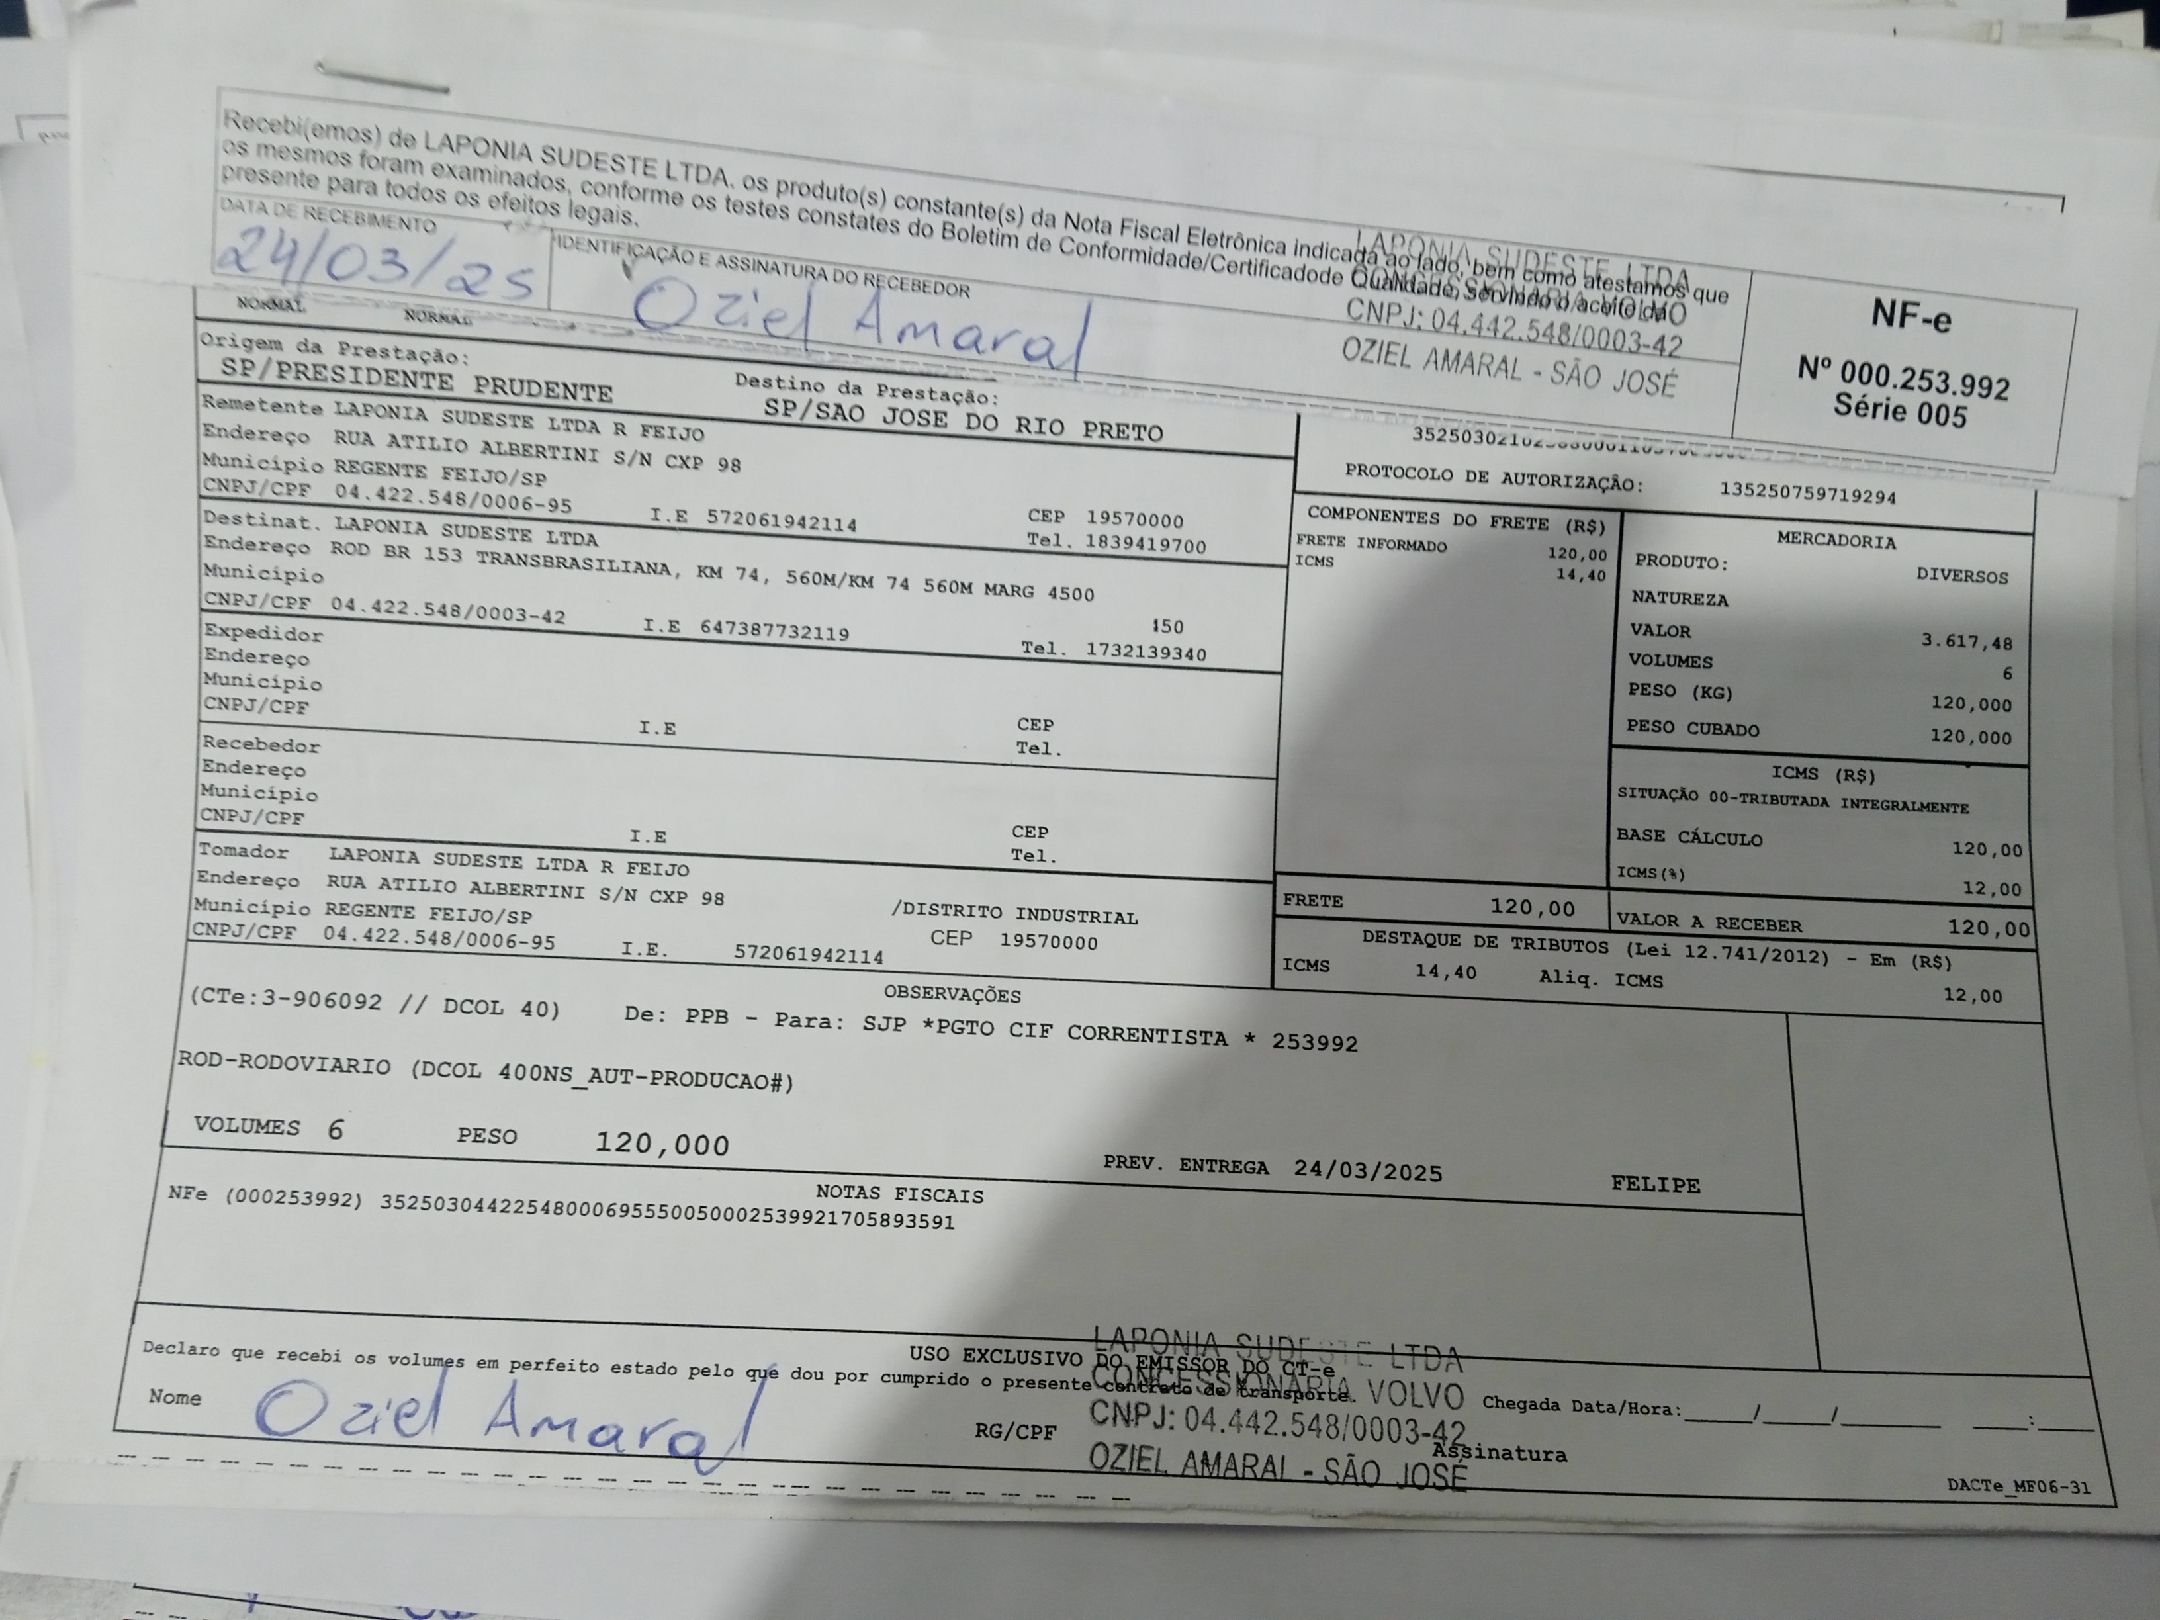 Recebi(emos) de LAPONIA SUDESTE LTDA. os produto(s) constante(s) da Nota Fiscal Eletrônica indicada ao lado, bem como atestamos que
os mesmos foram examinados, conforme os testes constates do Boletim de Conformidade/Certificadode Qualidade, servindo o aceite da
presente para todos os efeitos legais.
DATA DE RECEBIMENTO
24/03/25
IDENTIFICAÇÃO E ASSINATURA DO RECEBEDOR
Oziel Amaral
LAPONIA SUDESTE LTDA
CONCESSIONARIA VOLVO
CNPJ: 04.442.548/0003-42
OZIEL AMARAL - SÃO JOSÉ
NF-e
Nº 000.253.992
Série 005
NORMAL NORMAL
Origem da Prestação:
SP/PRESIDENTE PRUDENTE
Destino da Prestação:
SP/SAO JOSE DO RIO PRETO
Remetente LAPONIA SUDESTE LTDA R FEIJO
Endereço RUA ATILIO ALBERTINI S/N CXP 98
Município REGENTE FEIJO/SP
CNPJ/CPF 04.422.548/0006-95 I.E 572061942114
CEP 19570000
Tel. 1839419700
Destinat. LAPONIA SUDESTE LTDA
Endereço ROD BR 153 TRANSBRASILIANA, KM 74, 560M/KM 74 560M MARG 4500
Município
CNPJ/CPF 04.422.548/0003-42 I.E 647387732119
450
Tel. 1732139340
Expedidor
Endereço
Município
CNPJ/CPF I.E
CEP
Tel.
Recebedor
Endereço
Município
CNPJ/CPF I.E
CEP
Tel.
Tomador LAPONIA SUDESTE LTDA R FEIJO
Endereço RUA ATILIO ALBERTINI S/N CXP 98 /DISTRITO INDUSTRIAL
Município REGENTE FEIJO/SP CEP 19570000
CNPJ/CPF 04.422.548/0006-95 I.E. 572061942114
PROTOCOLO DE AUTORIZAÇÃO: 135250759719294
COMPONENTES DO FRETE (R$)
FRETE INFORMADO 120,00
ICMS 14,40
MERCADORIA
PRODUTO: DIVERSOS
NATUREZA
VALOR 3.617,48
VOLUMES 6
PESO (KG) 120,000
PESO CUBADO 120,000
ICMS (R$)
SITUAÇÃO 00-TRIBUTADA INTEGRALMENTE
BASE CÁLCULO 120,00
ICMS(%) 12,00
FRETE 120,00 VALOR A RECEBER 120,00
DESTAQUE DE TRIBUTOS (Lei 12.741/2012) - Em (R$)
ICMS 14,40 Aliq. ICMS 12,00
OBSERVAÇÕES
(CTe:3-906092 // DCOL 40) De: PPB - Para: SJP *PGTO CIF CORRENTISTA * 253992
ROD-RODOVIARIO (DCOL 400NS_AUT-PRODUCAO#)
VOLUMES 6 PESO 120,000
PREV. ENTREGA 24/03/2025 FELIPE
NOTAS FISCAIS
NFe (000253992) 35250304422548000695550050002539921705893591
USO EXCLUSIVO DO EMISSOR DO CT-e
Declaro que recebi os volumes em perfeito estado pelo que dou por cumprido o presente contrato de transporte.
Chegada Data/Hora:____/____/______ ___:___
Nome Oziel Amaral RG/CPF Assinatura
LAPONIA SUDESTE LTDA
CONCESSIONARIA VOLVO
CNPJ: 04.442.548/0003-42
OZIEL AMARAL - SÃO JOSÉ
DACTe_MF06-31